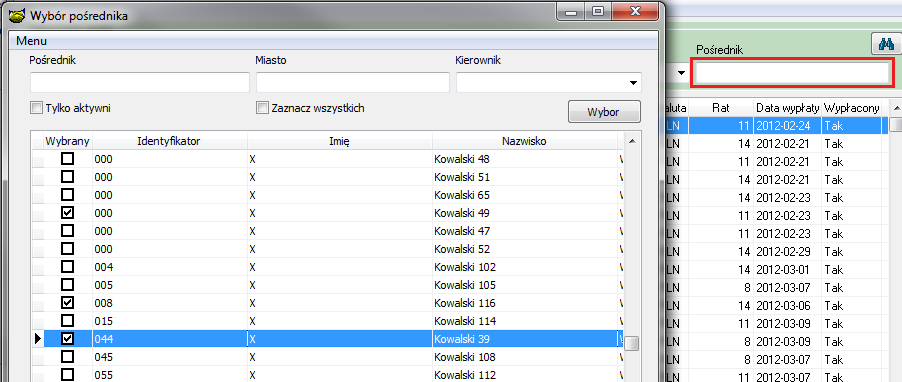 Wybór pośrednika
Menu
Pośrednik Miasto Kierownik
Tylko aktywni Zaznacz wszystkich Wybor
Wybrany Identyfikator Imię Nazwisko
000 X Kowalski 48
000 X Kowalski 51
000 X Kowalski 65
000 X Kowalski 49
000 X Kowalski 47
000 X Kowalski 52
004 X Kowalski 102
005 X Kowalski 105
008 X Kowalski 116
015 X Kowalski 114
044 X Kowalski 39
045 X Kowalski 108
055 X Kowalski 112
Pośrednik
aluta Rat Data wypłaty Wypłacony
LN 11 2012-02-24 Tak
LN 14 2012-02-21 Tak
LN 11 2012-02-21 Tak
LN 14 2012-02-21 Tak
LN 14 2012-02-23 Tak
LN 11 2012-02-23 Tak
LN 11 2012-02-23 Tak
LN 14 2012-02-29 Tak
LN 14 2012-03-01 Tak
LN 8 2012-03-07 Tak
LN 14 2012-03-06 Tak
LN 11 2012-03-09 Tak
LN 8 2012-03-09 Tak
LN 8 2012-03-07 Tak
LN 11 2012-03-07 Tak